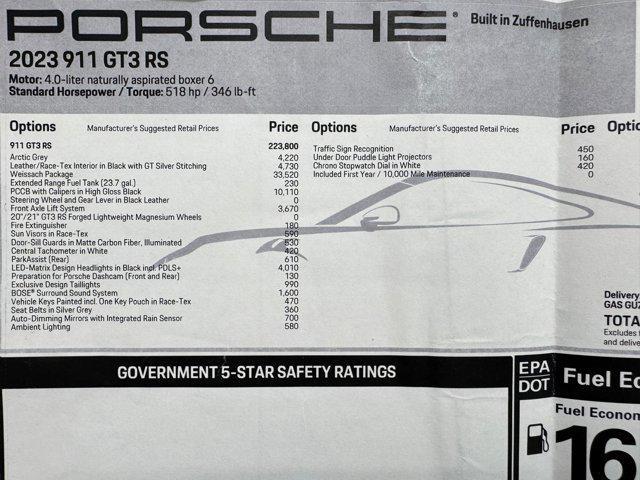 PORSCHE®
Built in Zuffenhausen
2023 911 GT3 RS
Motor: 4.0-liter naturally aspirated boxer 6
Standard Horsepower / Torque: 518 hp / 346 lb-ft
Options Manufacturer's Suggested Retail Prices Price
911 GT3 RS 223,800
Arctic Grey 4,220
Leather/Race-Tex Interior in Black with GT Silver Stitching 4,730
Weissach Package 33,520
Extended Range Fuel Tank (23.7 gal.) 230
PCCB with Calipers in High Gloss Black 10,110
Steering Wheel and Gear Lever in Black Leather 0
Front Axle Lift System 3,670
20"/21" GT3 RS Forged Lightweight Magnesium Wheels 0
Fire Extinguisher 180
Sun Visors in Race-Tex 590
Door-Sill Guards in Matte Carbon Fiber, Illuminated 530
Central Tachometer in White 420
ParkAssist (Rear) 610
LED-Matrix Design Headlights in Black incl. PDLS+ 4,010
Preparation for Porsche Dashcam (Front and Rear) 130
Exclusive Design Taillights 990
BOSE® Surround Sound System 1,600
Vehicle Keys Painted incl. One Key Pouch in Race-Tex 470
Seat Belts in Silver Grey 360
Auto-Dimming Mirrors with Integrated Rain Sensor 700
Ambient Lighting 580
Options Manufacturer's Suggested Retail Prices Price
Traffic Sign Recognition 450
Under Door Puddle Light Projectors 160
Chrono Stopwatch Dial in White 420
Included First Year / 10,000 Mile Maintenance 0
Optio
Delivery,
GAS GUZ
TOTA
Excludes
and delive
GOVERNMENT 5-STAR SAFETY RATINGS
EPA
DOT
Fuel Ec
Fuel Econom
16